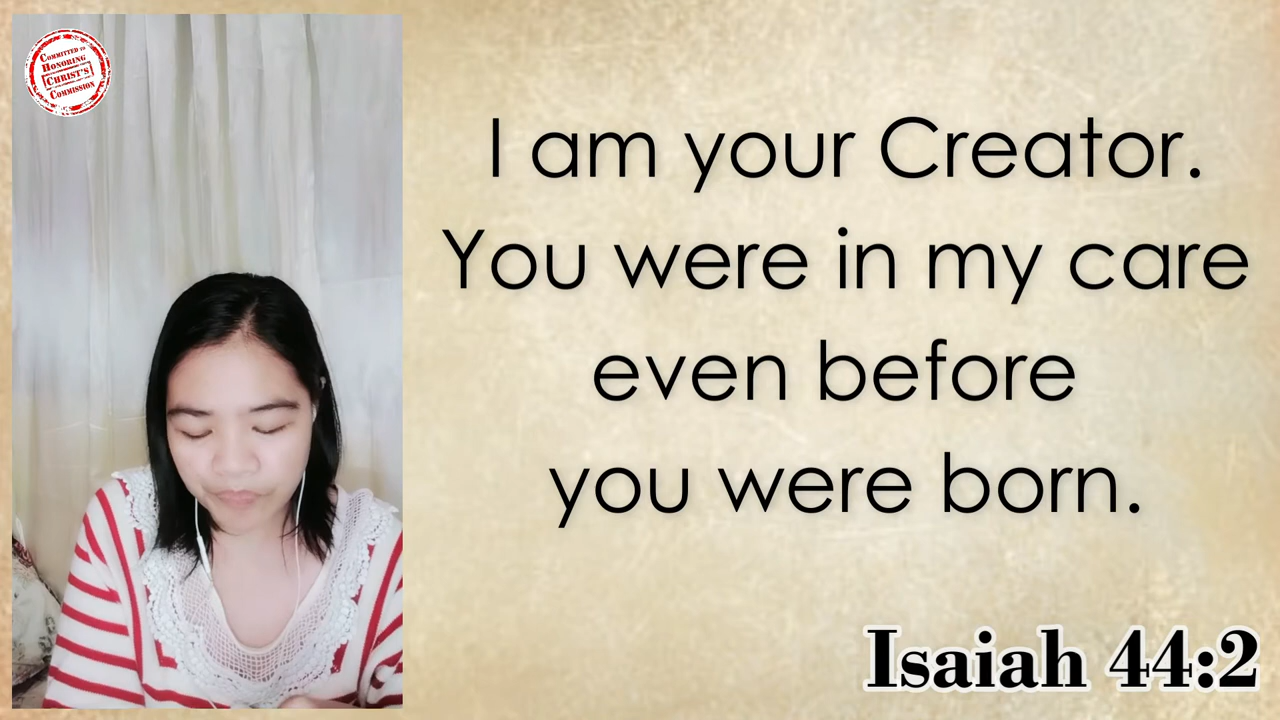 COMMITTED TO
HONORING
CHRIST'S
COMMISSION
I am your Creator.
You were in my care
even before
you were born.
Isaiah 44:2